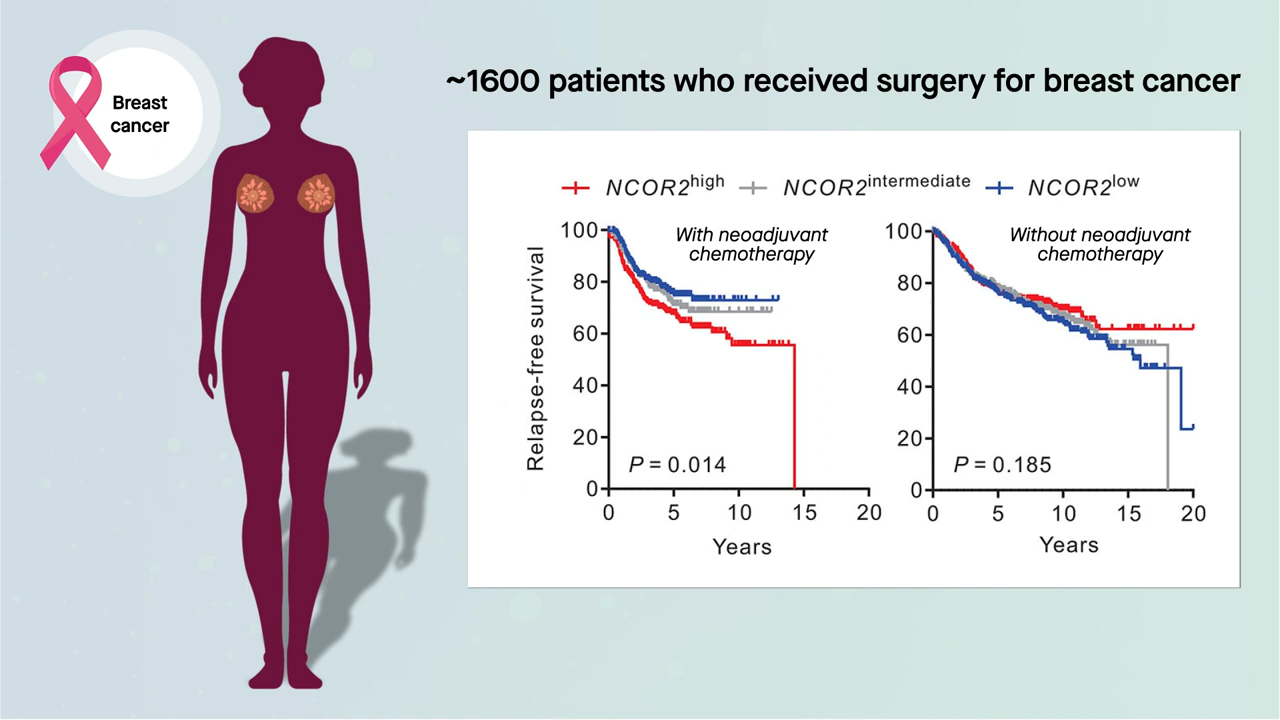 Breast
cancer
~1600 patients who received surgery for breast cancer
NCOR2high NCOR2intermediate NCOR2low
With neoadjuvant
chemotherapy
Relapse-free survival
100
80
60
40
20
0
P = 0.014
0 5 10 15 20
Years
Without neoadjuvant
chemotherapy
100
80
60
40
20
0
P = 0.185
0 5 10 15 20
Years